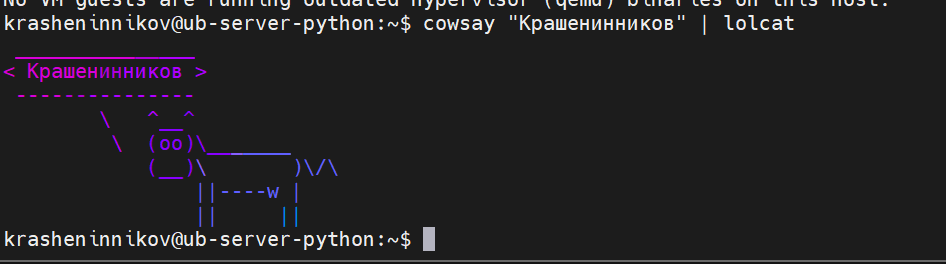 No VM guests are running outdated hypervisor (qemu) binaries on this host.
krasheninnikov@ub-server-python:~$ cowsay "Крашенинников" | lolcat
 _______________
< Крашенинников >
 ---------------
        \   ^__^
         \  (oo)\_______
            (__)\       )\/\
                ||----w |
                ||     ||
krasheninnikov@ub-server-python:~$